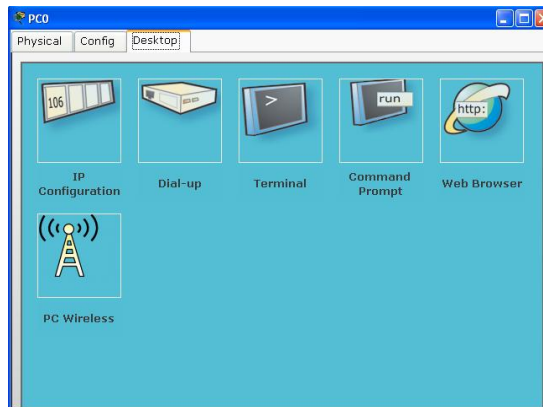 PC0
Physical Config Desktop
106
>
run
http:
IP
Configuration
Dial-up
Terminal
Command
Prompt
Web Browser
PC Wireless